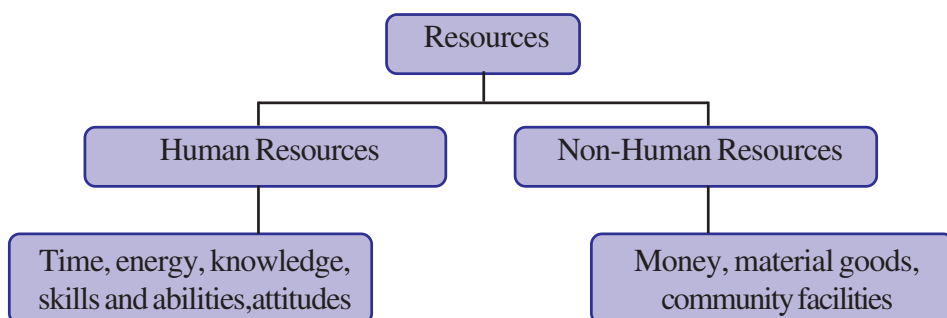 Resources
Human Resources
Non-Human Resources
Time, energy, knowledge,
skills and abilities,attitudes
Money, material goods,
community facilities